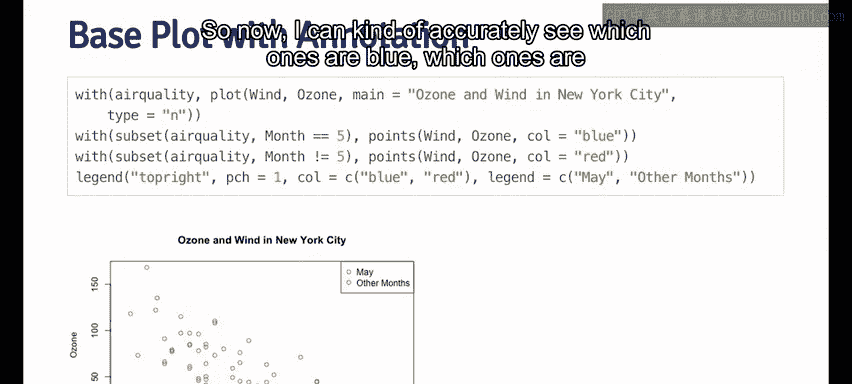 Base Plot with Annotation
So now, I can kind of accurately see which
ones are blue, which ones are
with(airquality, plot(Wind, Ozone, main = "Ozone and Wind in New York City",
type = "n"))
with(subset(airquality, Month == 5), points(Wind, Ozone, col = "blue"))
with(subset(airquality, Month != 5), points(Wind, Ozone, col = "red"))
legend("topright", pch = 1, col = c("blue", "red"), legend = c("May", "Other Months"))
Ozone and Wind in New York City
May
Other Months
150
100
50
Ozone